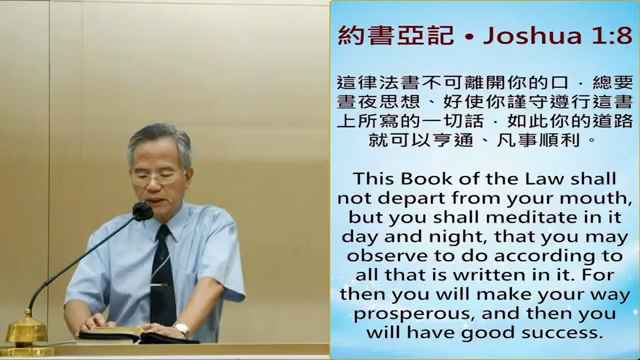 約書亞記 • Joshua 1:8
這律法書不可離開你的口．總要
晝夜思想、好使你謹守遵行這書
上所寫的一切話．如此你的道路
就可以亨通、凡事順利。
This Book of the Law shall
not depart from your mouth,
but you shall meditate in it
day and night, that you may
observe to do according to
all that is written in it. For
then you will make your way
prosperous, and then you
will have good success.